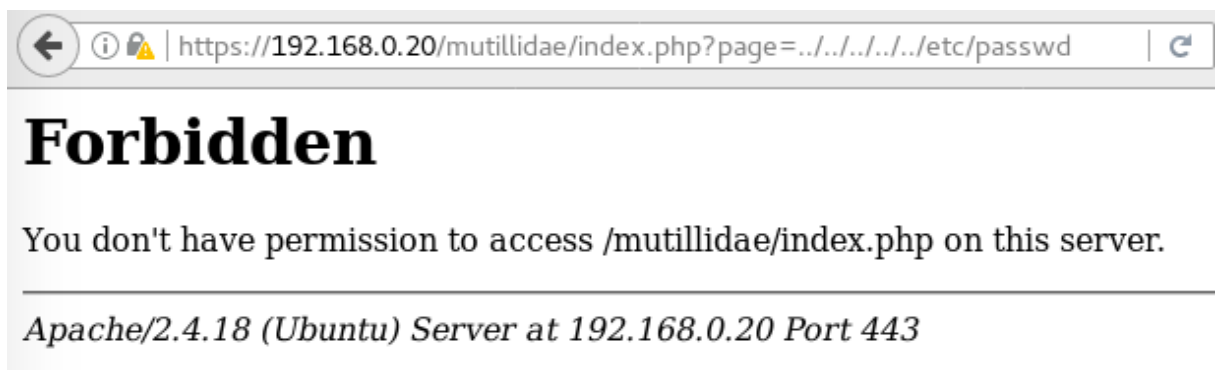 https://192.168.0.20/mutillidae/index.php?page=../../../../../etc/passwd
Forbidden
You don't have permission to access /mutillidae/index.php on this server.
Apache/2.4.18 (Ubuntu) Server at 192.168.0.20 Port 443